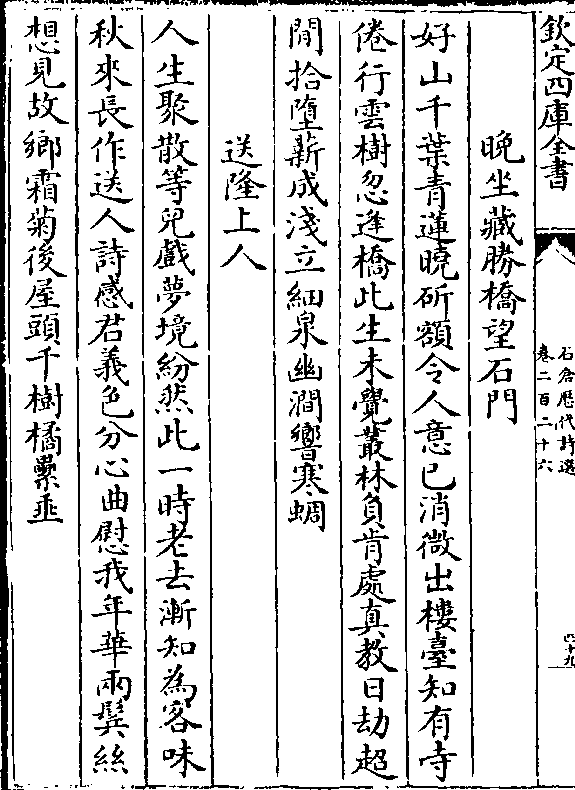 欽定四庫全書
石倉歷代詩選
卷二百二十六
四十九
晚坐藏勝橋望石門
好山千葉青蓮曉斫額令人意已消微出樓臺知有寺
倦行雲樹忽逢橋此生未覺叢林負肯處真教日劫超
閒拾墮薪成淺立細泉幽澗響寒蜩
送隆上人
人生聚散等兒戲夢境紛然此一時老去漸知為客味
秋來長作送人詩感君義色分心曲慰我年華兩鬂絲
想見故鄉霜菊後屋頭千樹橘纍垂